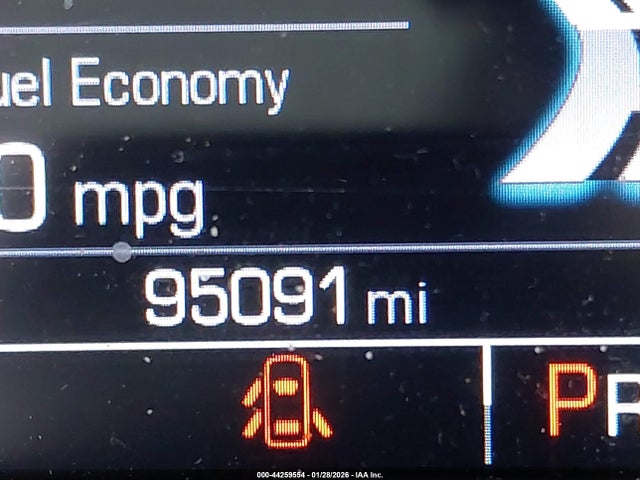 uel Economy
0 mpg
95091 mi
P R
000-44259554 - 01/28/2026 - IAA Inc.